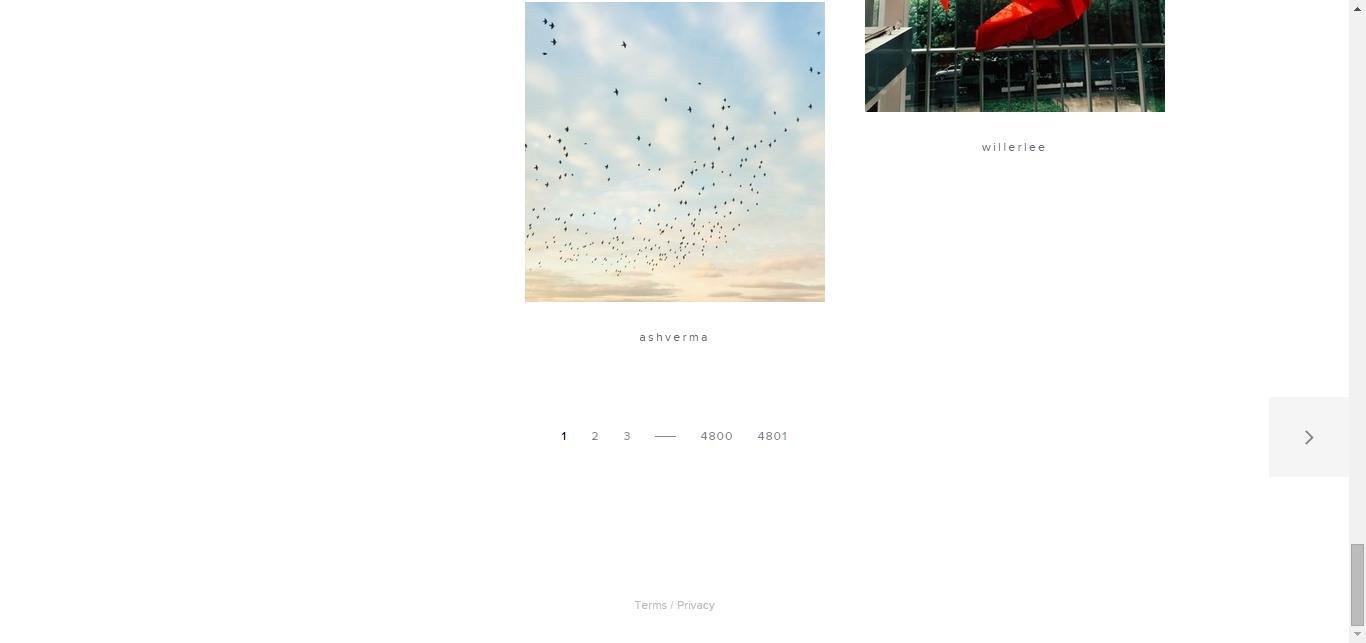 willerlee
ashverma
1 2 3 — 4800 4801
Terms / Privacy